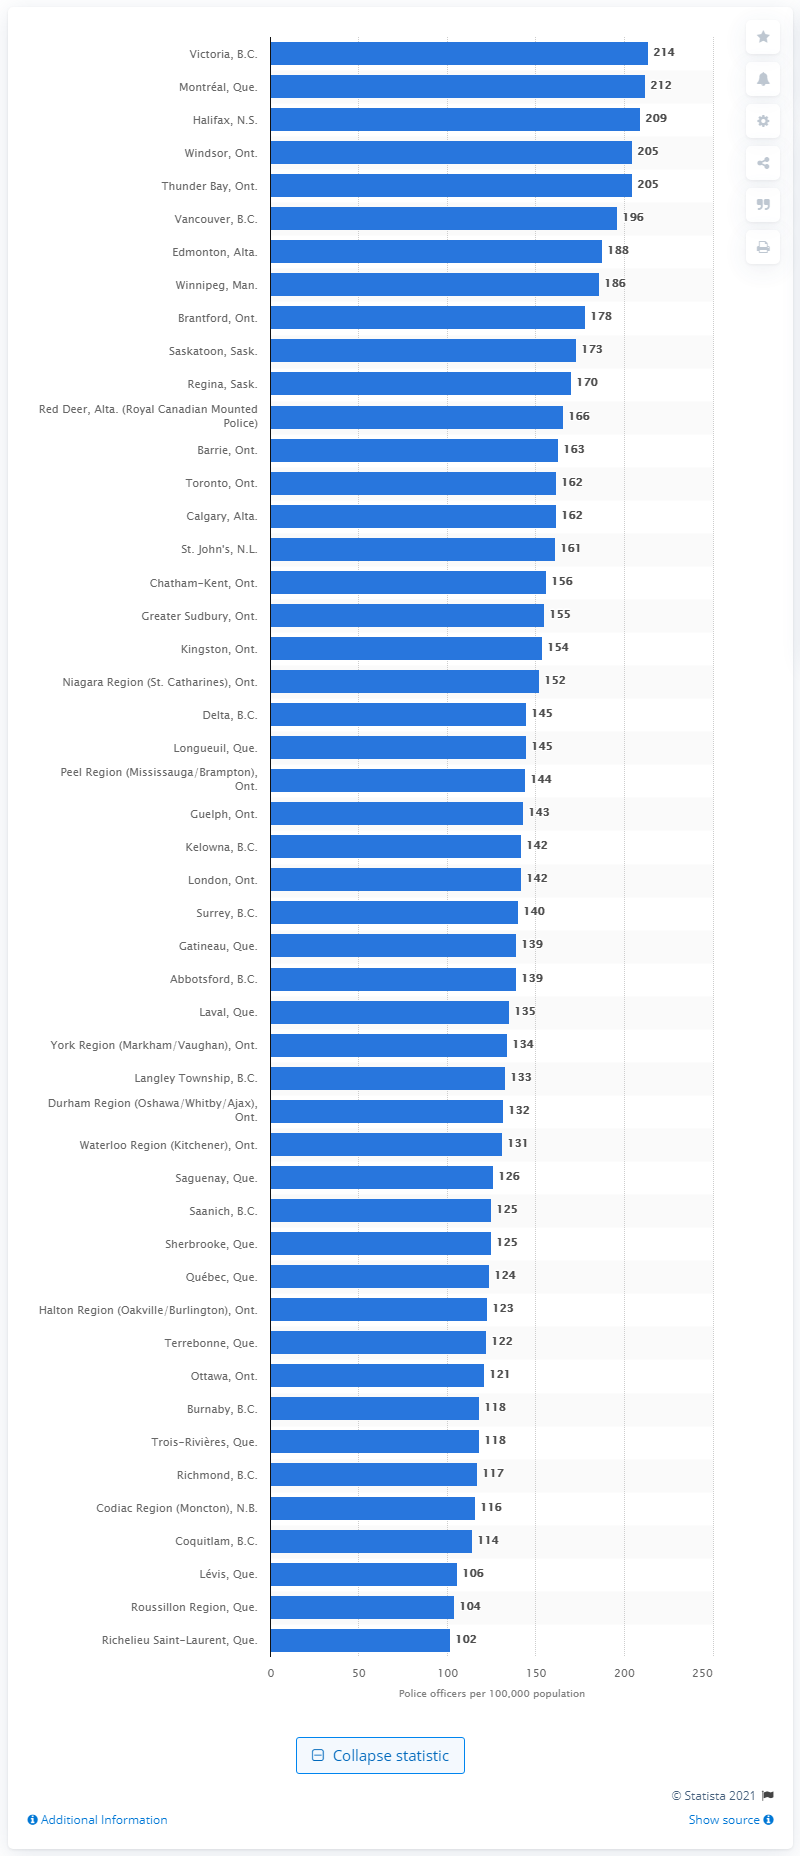 Victoria, B.C. 214
Montréal, Que. 212
Halifax, N.S. 209
Windsor, Ont. 205
Thunder Bay, Ont. 205
Vancouver, B.C. 196
Edmonton, Alta. 188
Winnipeg, Man. 186
Brantford, Ont. 178
Saskatoon, Sask. 173
Regina, Sask. 170
Red Deer, Alta. (Royal Canadian Mounted
Police) 166
Barrie, Ont. 163
Toronto, Ont. 162
Calgary, Alta. 162
St. John's, N.L. 161
Chatham-Kent, Ont. 156
Greater Sudbury, Ont. 155
Kingston, Ont. 154
Niagara Region (St. Catharines), Ont. 152
Delta, B.C. 145
Longueuil, Que. 145
Peel Region (Mississauga/Brampton),
Ont. 144
Guelph, Ont. 143
Kelowna, B.C. 142
London, Ont. 142
Surrey, B.C. 140
Gatineau, Que. 139
Abbotsford, B.C. 139
Laval, Que. 135
York Region (Markham/Vaughan), Ont. 134
Langley Township, B.C. 133
Durham Region (Oshawa/Whitby/Ajax),
Ont. 132
Waterloo Region (Kitchener), Ont. 131
Saguenay, Que. 126
Saanich, B.C. 125
Sherbrooke, Que. 125
Québec, Que. 124
Halton Region (Oakville/Burlington), Ont. 123
Terrebonne, Que. 122
Ottawa, Ont. 121
Burnaby, B.C. 118
Trois-Rivières, Que. 118
Richmond, B.C. 117
Codiac Region (Moncton), N.B. 116
Coquitlam, B.C. 114
Lévis, Que. 106
Roussillon Region, Que. 104
Richelieu Saint-Laurent, Que. 102
0 50 100 150 200 250
Police officers per 100,000 population
Collapse statistic
© Statista 2021
Additional Information Show source